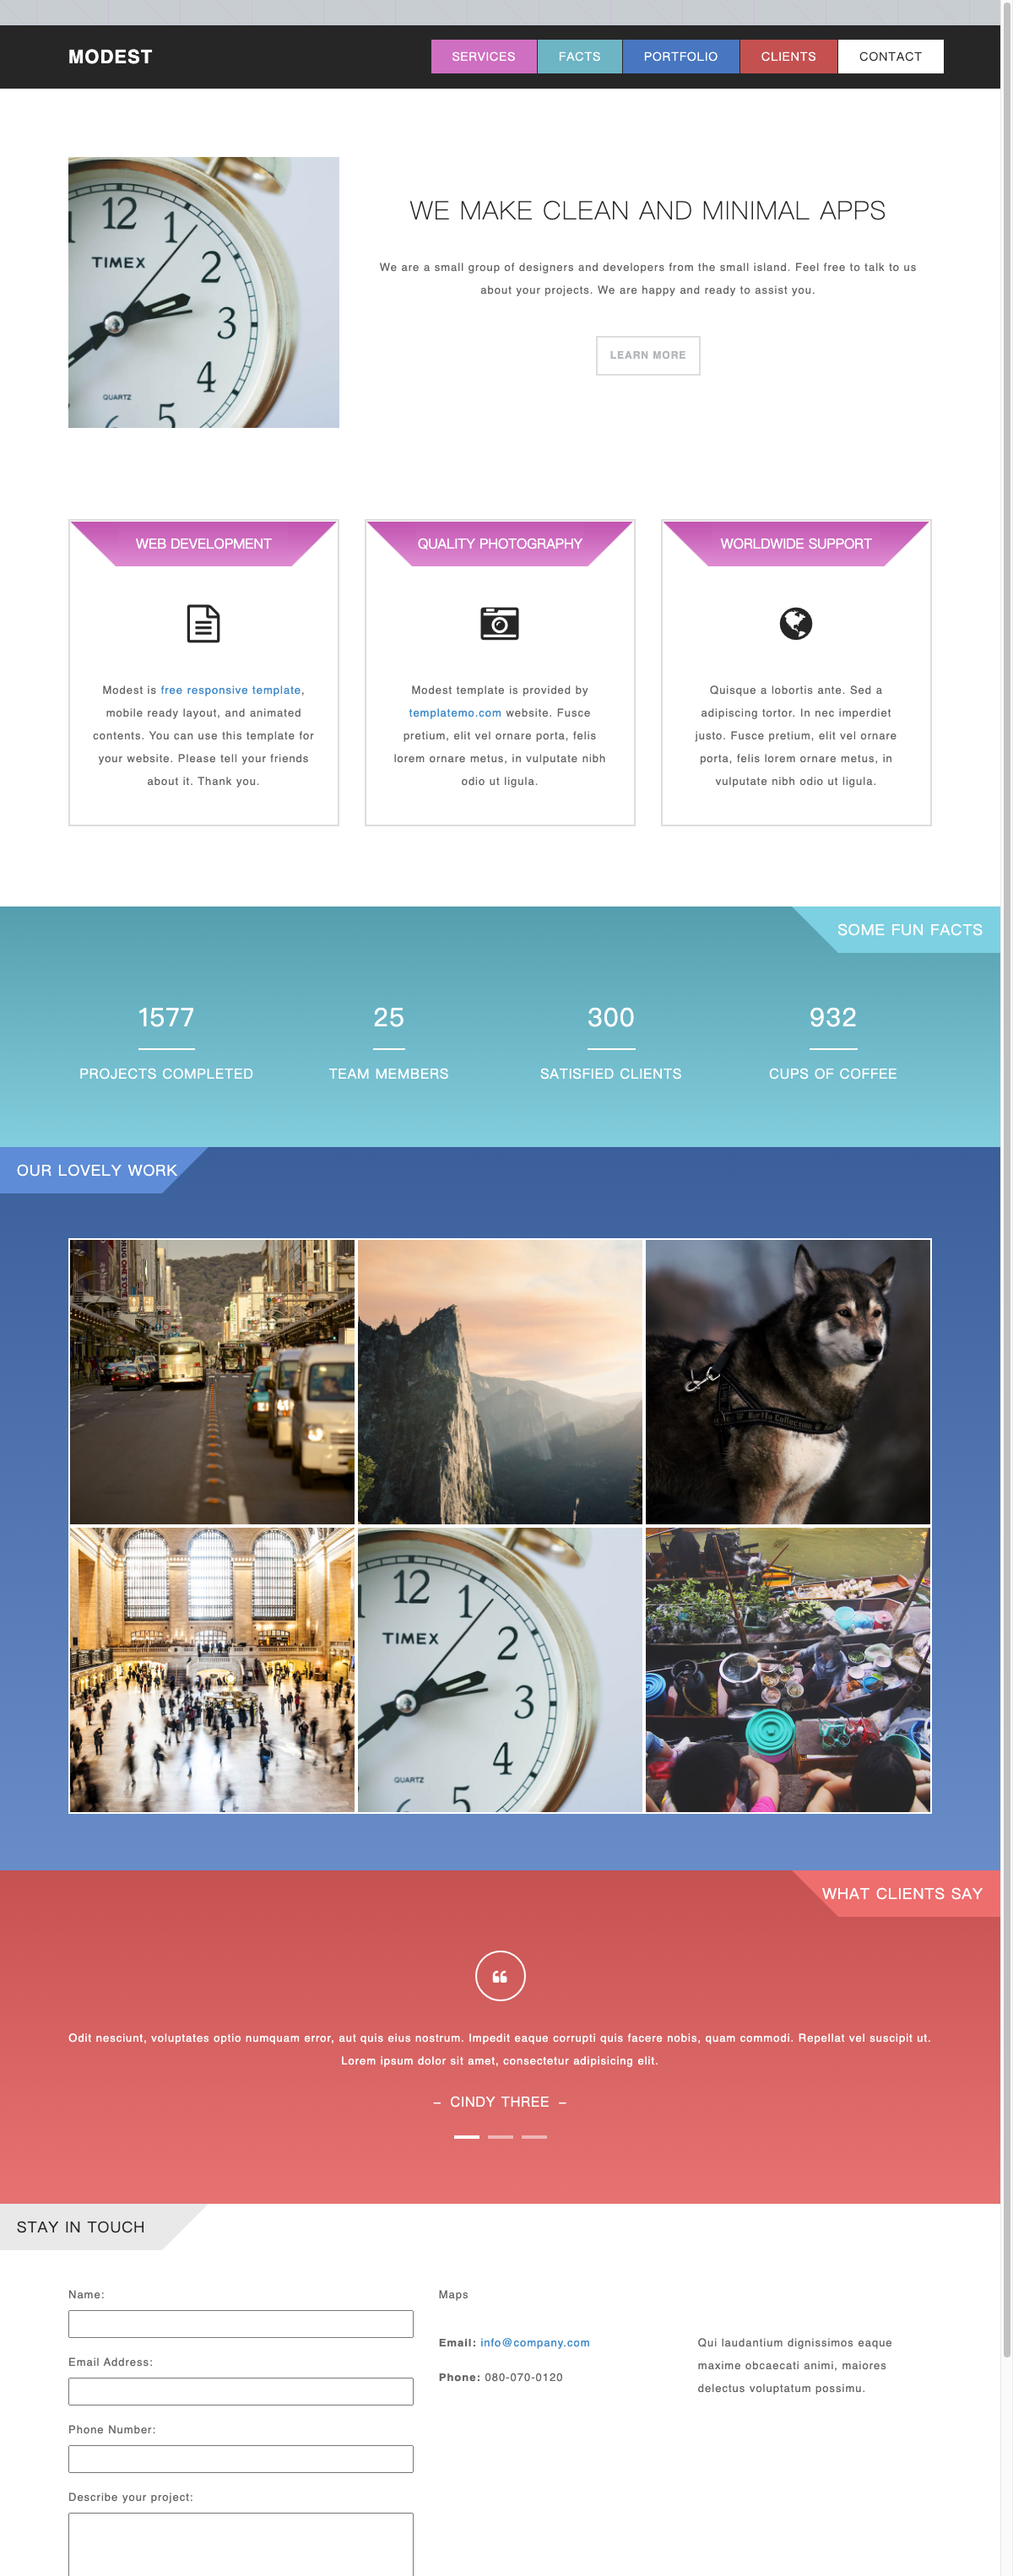 MODEST
SERVICES
FACTS
PORTFOLIO
CLIENTS
CONTACT
12
1
2
TIMEX
3
4
QUARTZ
5
6
WE MAKE CLEAN AND MINIMAL APPS
We are a small group of designers and developers from the small island. Feel free to talk to us
about your projects. We are happy and ready to assist you.
LEARN MORE
WEB DEVELOPMENT
Modest is free responsive template,
mobile ready layout, and animated
contents. You can use this template for
your website. Please tell your friends
about it. Thank you.
QUALITY PHOTOGRAPHY
Modest template is provided by
templatemo.com website. Fusce
pretium, elit vel ornare porta, felis
lorem ornare metus, in vulputate nibh
odio ut ligula.
WORLDWIDE SUPPORT
Quisque a lobortis ante. Sed a
adipiscing tortor. In nec imperdiet
justo. Fusce pretium, elit vel ornare
porta, felis lorem ornare metus, in
vulputate nibh odio ut ligula.
SOME FUN FACTS
1577
PROJECTS COMPLETED
25
TEAM MEMBERS
300
SATISFIED CLIENTS
932
CUPS OF COFFEE
OUR LOVELY WORK
12
1
2
TIMEX
3
4
QUARTZ
5
6
WHAT CLIENTS SAY
Odit nesciunt, voluptates optio numquam error, aut quis eius nostrum. Impedit eaque corrupti quis facere nobis, quam commodi. Repellat vel suscipit ut.
Lorem ipsum dolor sit amet, consectetur adipisicing elit.
– CINDY THREE –
STAY IN TOUCH
Name:
Email Address:
Phone Number:
Describe your project:
Maps
Email: info@company.com
Phone: 080-070-0120
Qui laudantium dignissimos eaque
maxime obcaecati animi, maiores
delectus voluptatum possimu.